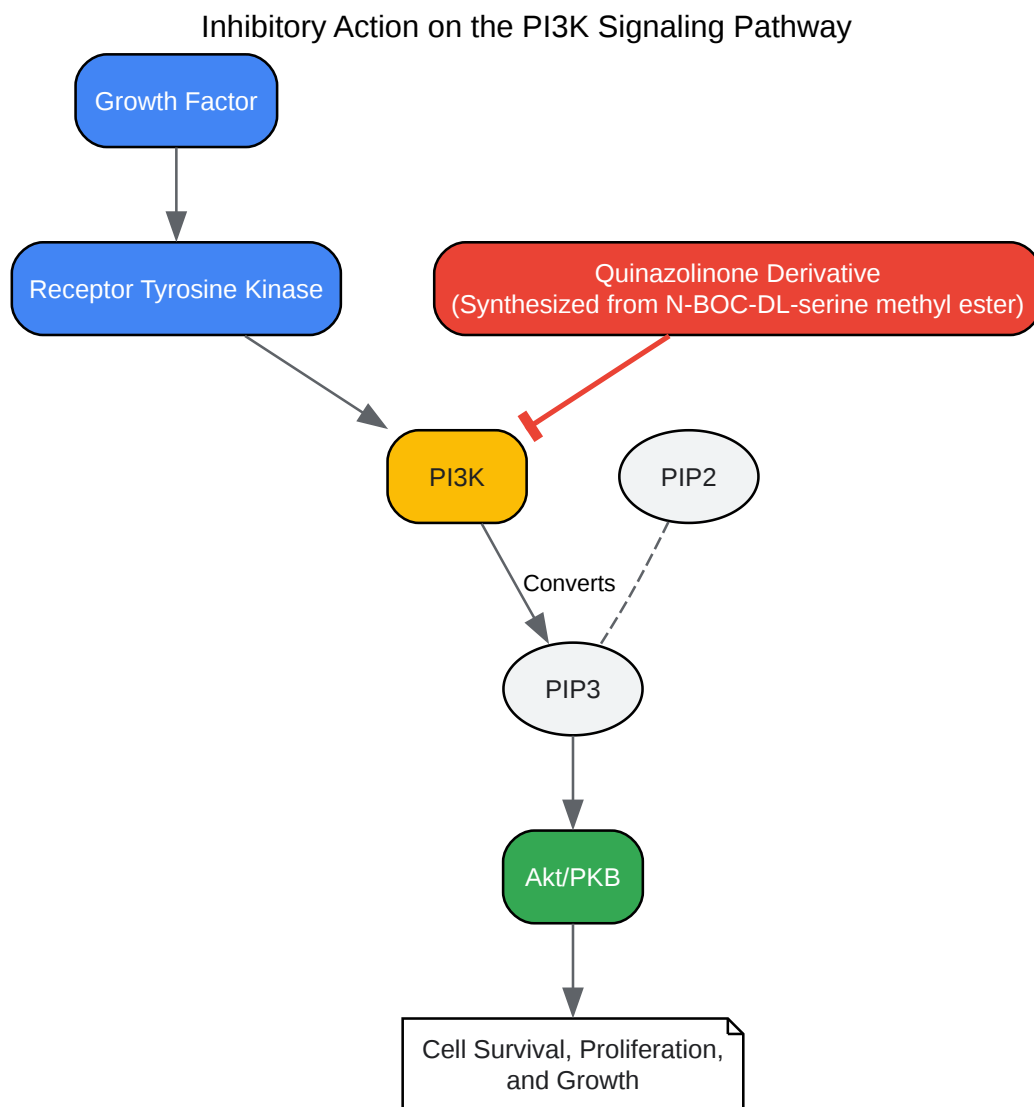 Inhibitory Action on the PI3K Signaling Pathway
Growth Factor
Receptor Tyrosine Kinase
Quinazolinone Derivative
(Synthesized from N-BOC-DL-serine methyl ester)
PI3K
PIP2
Converts
PIP3
Akt/PKB
Cell Survival, Proliferation,
and Growth